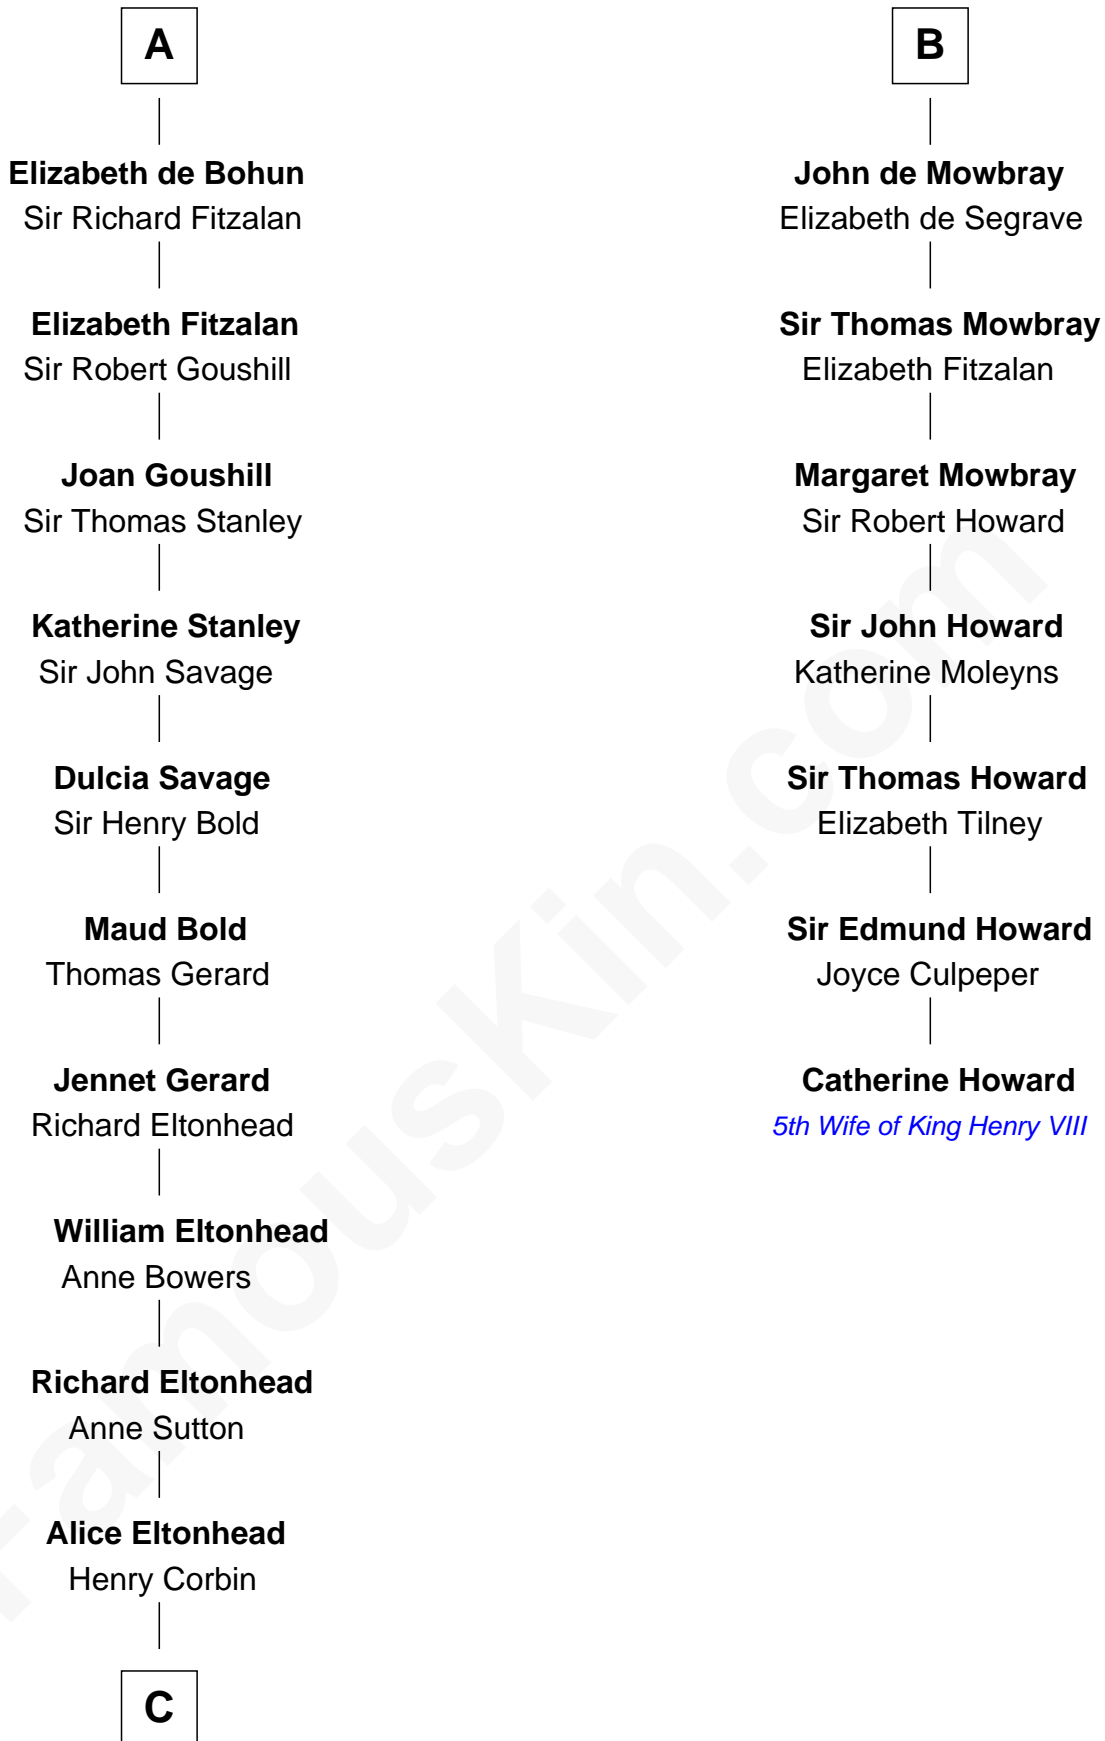 A
Elizabeth de Bohun
Sir Richard Fitzalan
Elizabeth Fitzalan
Sir Robert Goushill
Joan Goushill
Sir Thomas Stanley
Katherine Stanley
Sir John Savage
Dulcia Savage
Sir Henry Bold
Maud Bold
Thomas Gerard
Jennet Gerard
Richard Eltonhead
William Eltonhead
Anne Bowers
Richard Eltonhead
Anne Sutton
Alice Eltonhead
Henry Corbin
C
B
John de Mowbray
Elizabeth de Segrave
Sir Thomas Mowbray
Elizabeth Fitzalan
Margaret Mowbray
Sir Robert Howard
Sir John Howard
Katherine Moleyns
Sir Thomas Howard
Elizabeth Tilney
Sir Edmund Howard
Joyce Culpeper
Catherine Howard
5th Wife of King Henry VIII
FamousKin.com